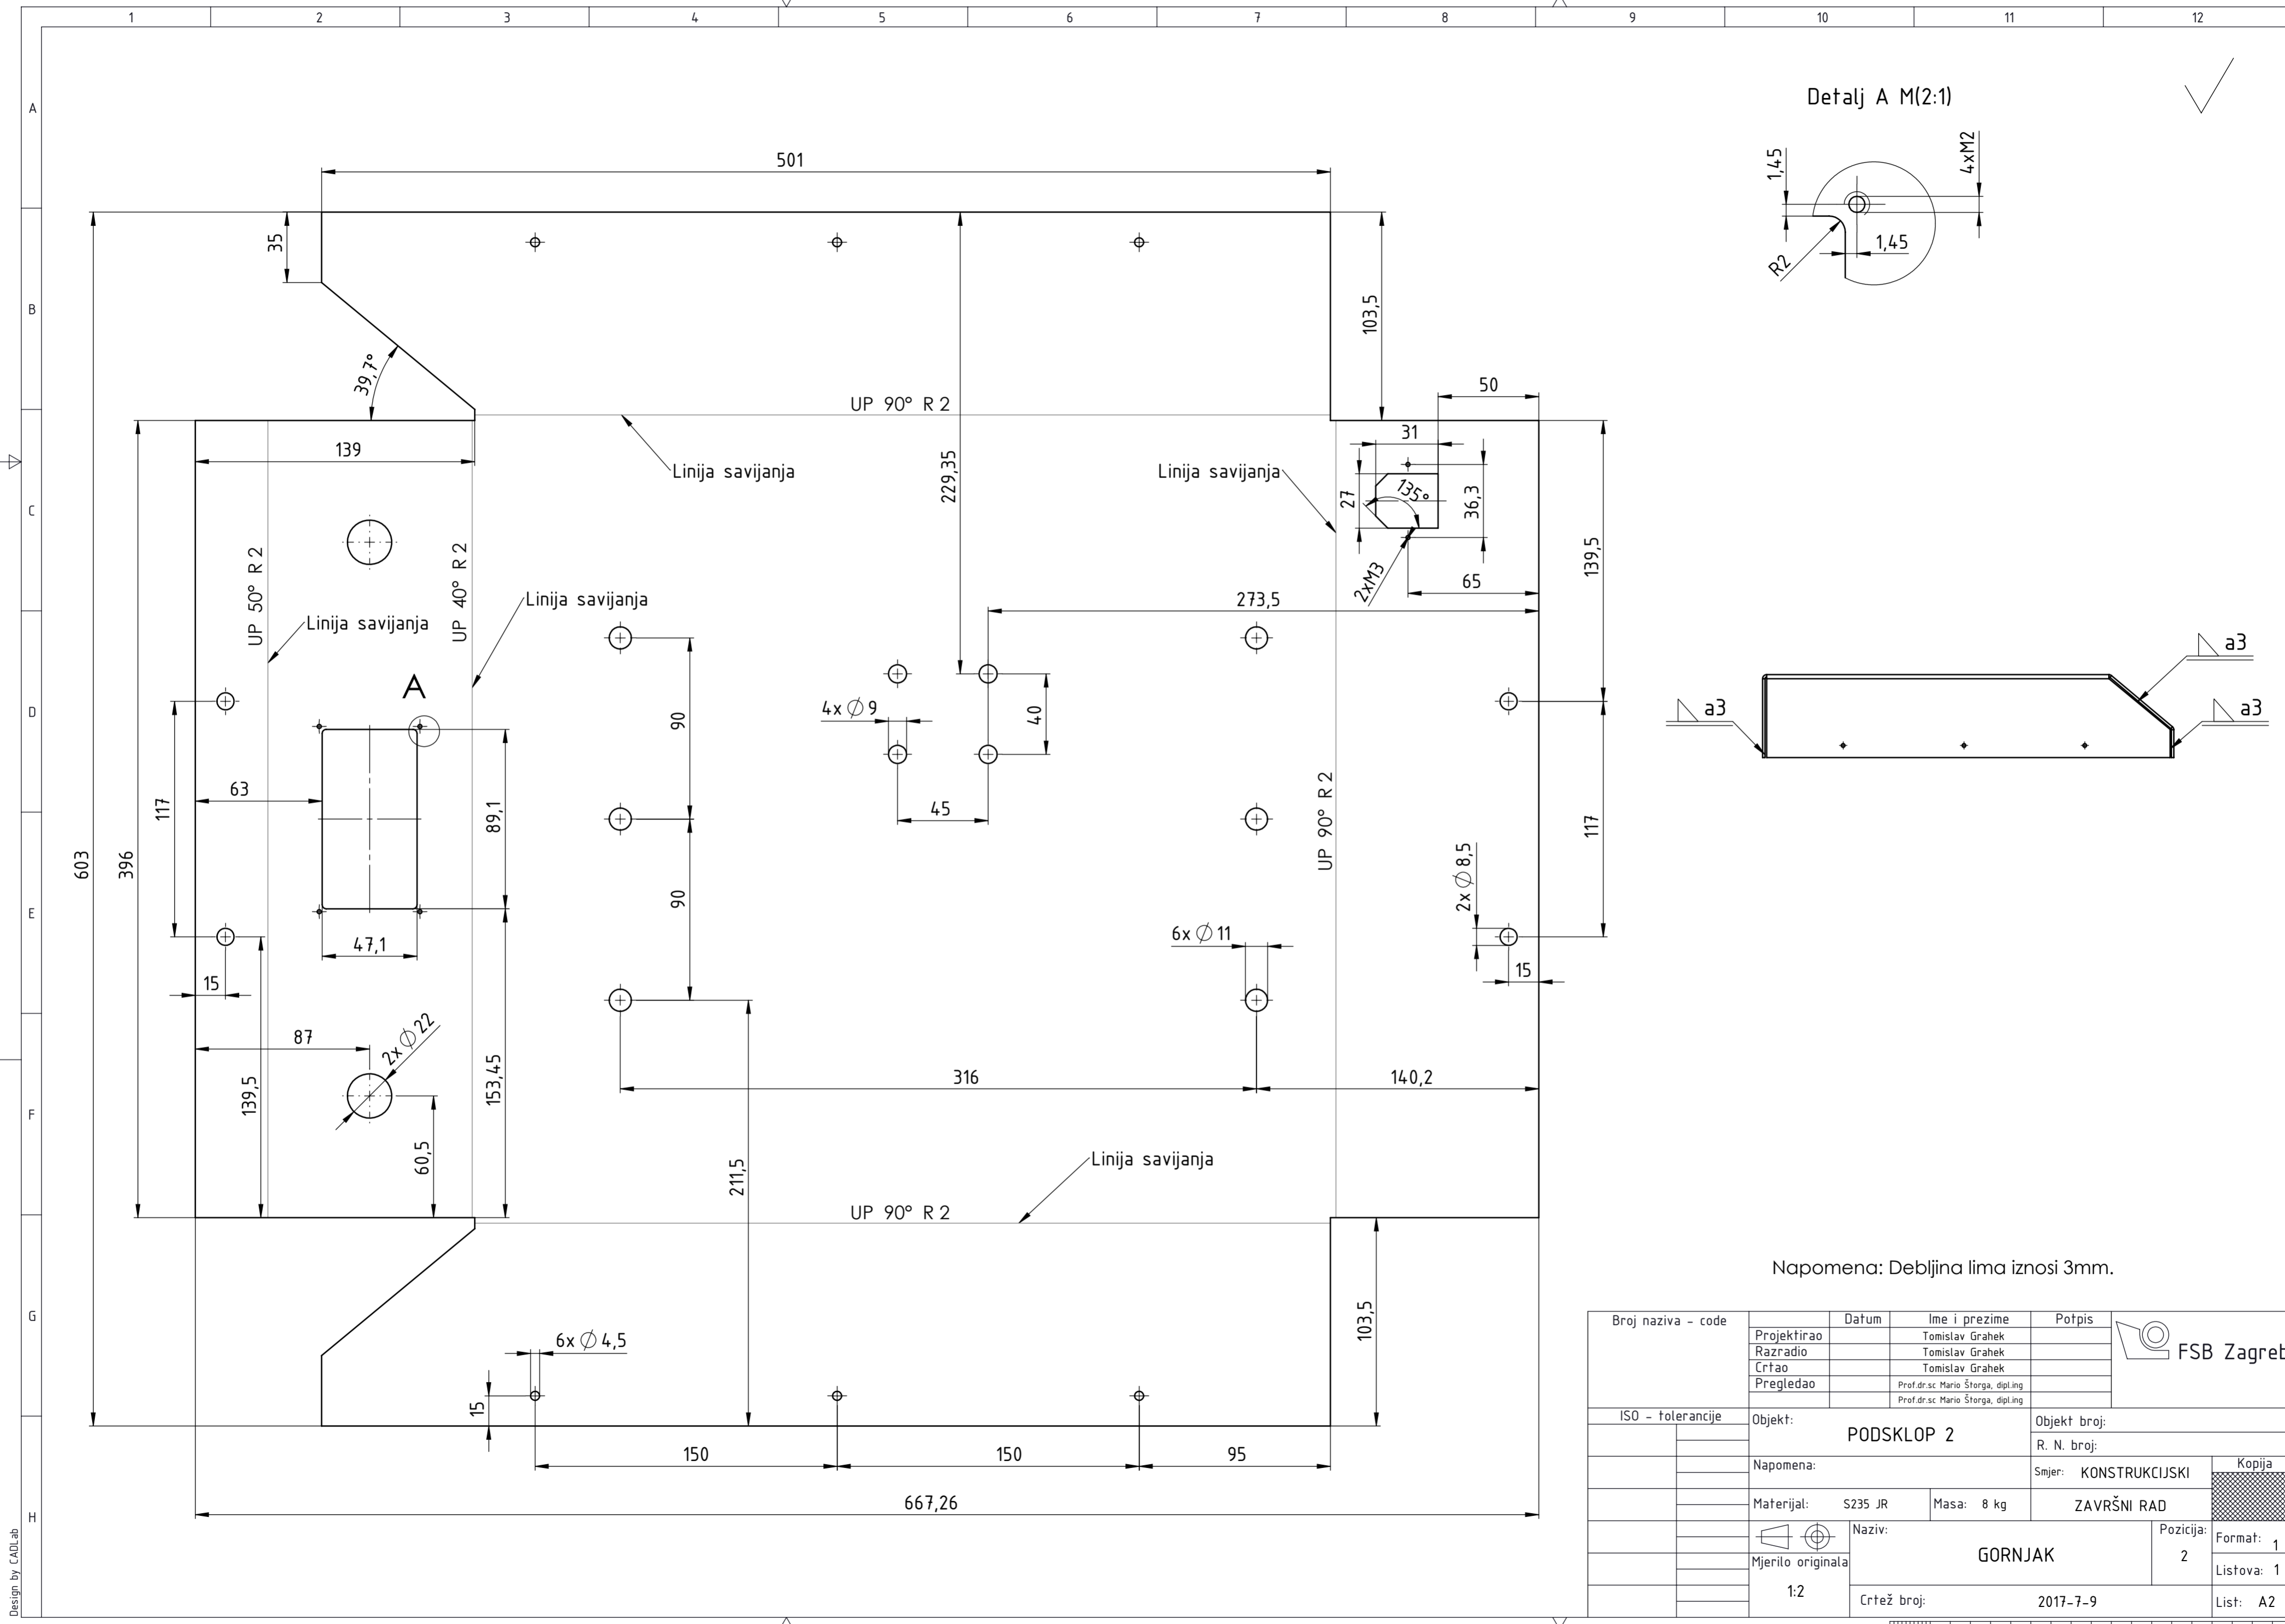 1 2 3 4 5 6 7 8 9 10 11 12
A
B
C
D
E
F
G
H
Detalj A M(2:1)
1,45
4xM2
1,45
R2
501
35
39,7°
103,5
229,35
UP 90° R 2
Linija savijanja
Linija savijanja
139
50
31
27
135°
36,3
2xM3
65
139,5
273,5
UP 50° R 2
Linija savijanja
UP 40° R 2
Linija savijanja
A
603
396
117
63
89,1
47,1
15
87
2x ∅ 22
139,5
60,5
153,45
90
90
4x ∅ 9
40
45
6x ∅ 11
UP 90° R 2
2x ∅ 8,5
117
15
316
140,2
211,5
Linija savijanja
UP 90° R 2
103,5
6x ∅ 4,5
15
150
150
95
667,26
a3
a3
a3
Napomena: Debljina lima iznosi 3mm.
Broj naziva - code
Datum
Ime i prezime
Potpis
Projektirao
Tomislav Grahek
Razradio
Tomislav Grahek
Crtao
Tomislav Grahek
Pregledao
Prof.dr.sc Mario Štorga, dipl.ing
Prof.dr.sc Mario Štorga, dipl.ing
FSB Zagreb
ISO - tolerancije
Objekt:
PODSKLOP 2
Objekt broj:
R. N. broj:
Napomena:
Smjer: KONSTRUKCIJSKI
Kopija
Materijal: S235 JR
Masa: 8 kg
ZAVRŠNI RAD
Naziv:
GORNJAK
Pozicija:
2
Format: 1
Listova: 1
Mjerilo originala
1:2
Crtež broj: 2017-7-9
List: A2
Design by CADLab